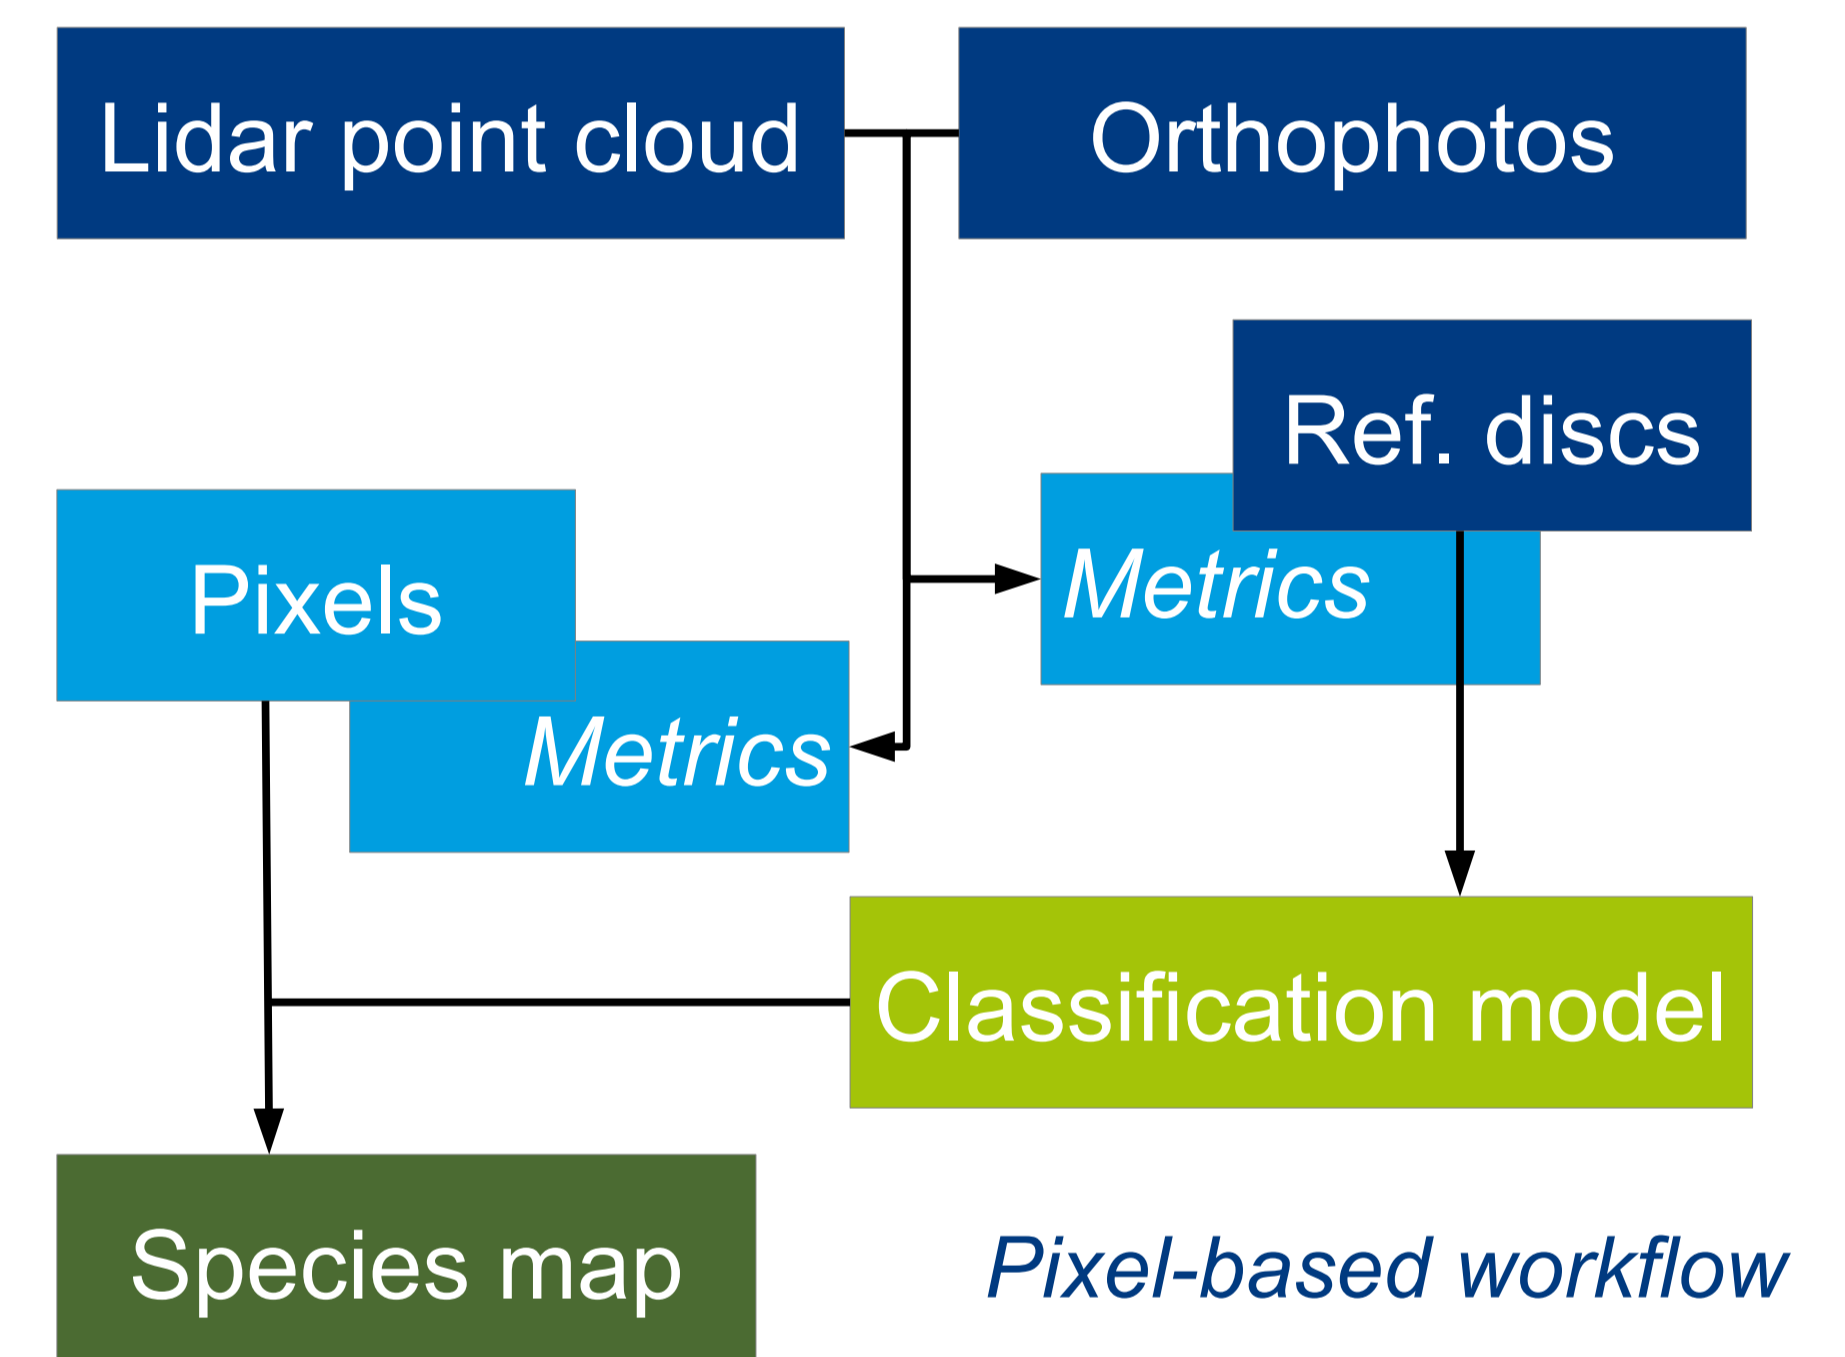 Lidar point cloud
Orthophotos
Ref. discs
Metrics
Pixels
Metrics
Classification model
Species map
Pixel-based workflow